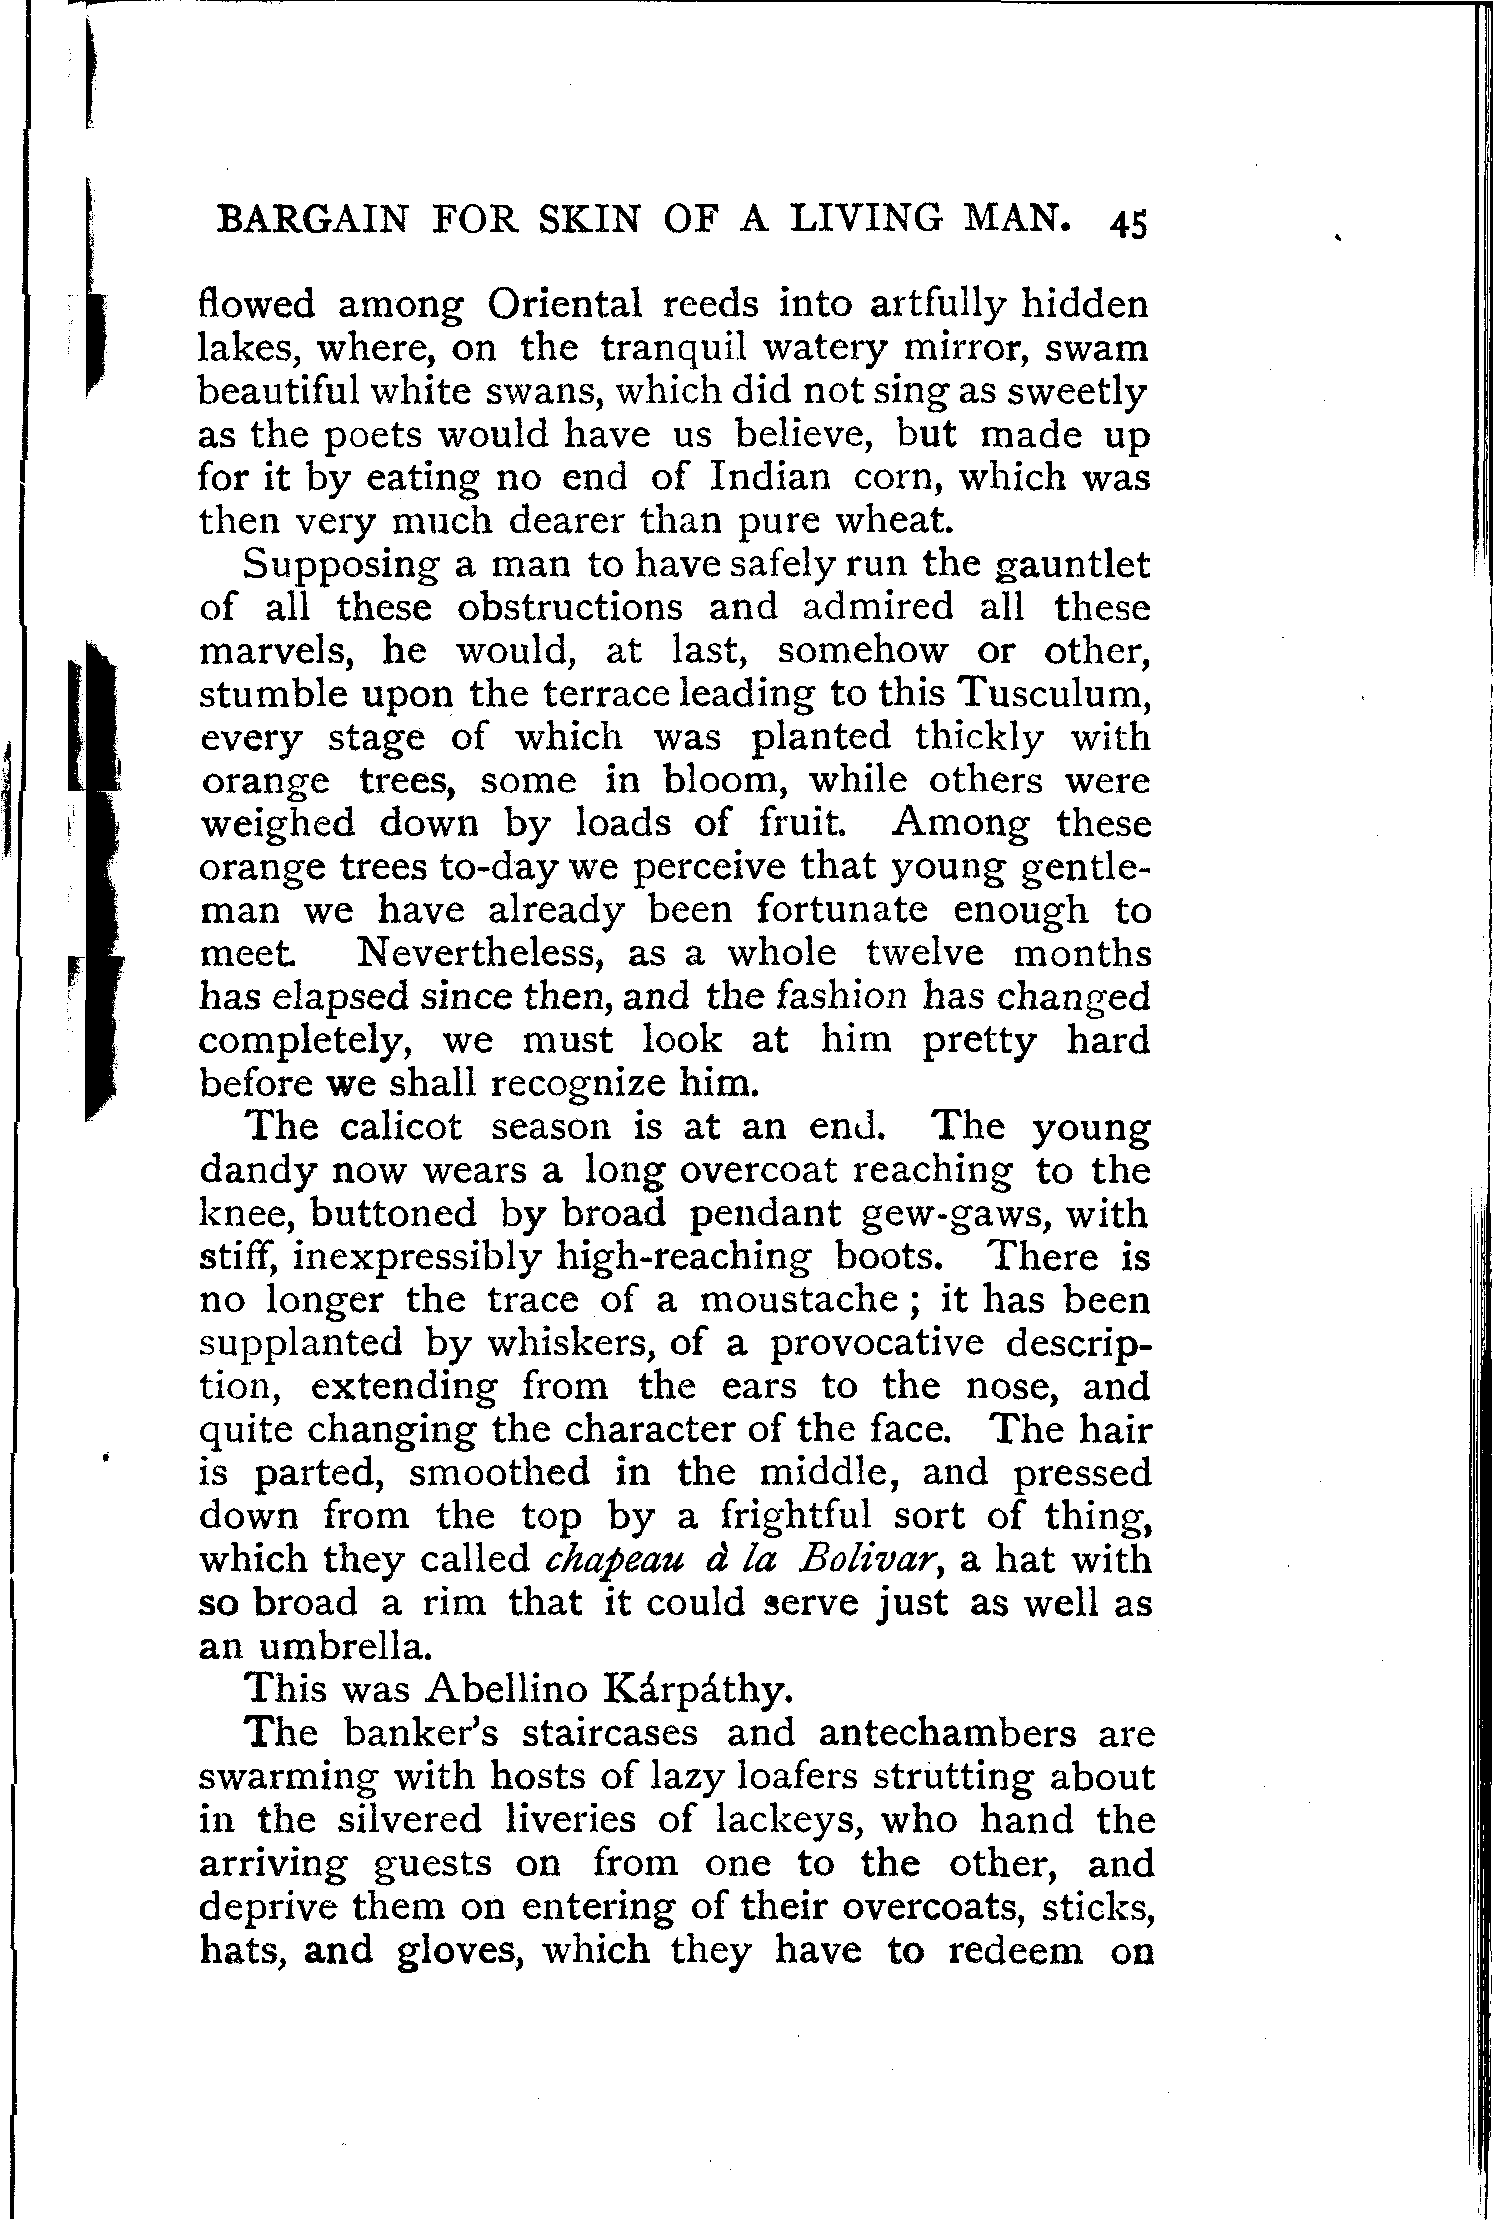 BARGAIN FOR SKIN OF A LIVING MAN. 45
flowed among Oriental reeds into artfully hidden
lakes, where, on the tranquil watery mirror, swam
beautiful white swans, which did not sing as sweetly
as the poets would have us believe, but made up
for it by eating no end of Indian corn, which was
then very much dearer than pure wheat.
Supposing a man to have safely run the gauntlet
of all these obstructions and admired all these
marvels, he would, at last, somehow or other,
stumble upon the terrace leading to this Tusculum,
every stage of which was planted thickly with
orange trees, some in bloom, while others were
weighed down by loads of fruit. Among these
orange trees to-day we perceive that young gentle-
man we have already been fortunate enough to
meet. Nevertheless, as a whole twelve months
has elapsed since then, and the fashion has changed
completely, we must look at him pretty hard
before we shall recognize him.
The calicot season is at an end. The young
dandy now wears a long overcoat reaching to the
knee, buttoned by broad pendant gew-gaws, with
stiff, inexpressibly high-reaching boots. There is
no longer the trace of a moustache; it has been
supplanted by whiskers, of a provocative descrip-
tion, extending from the ears to the nose, and
quite changing the character of the face. The hair
is parted, smoothed in the middle, and pressed
down from the top by a frightful sort of thing,
which they called chapeau à la Bolivar, a hat with
so broad a rim that it could serve just as well as
an umbrella.
This was Abellino Kárpáthy.
The banker's staircases and antechambers are
swarming with hosts of lazy loafers strutting about
in the silvered liveries of lackeys, who hand the
arriving guests on from one to the other, and
deprive them on entering of their overcoats, sticks,
hats, and gloves, which they have to redeem on